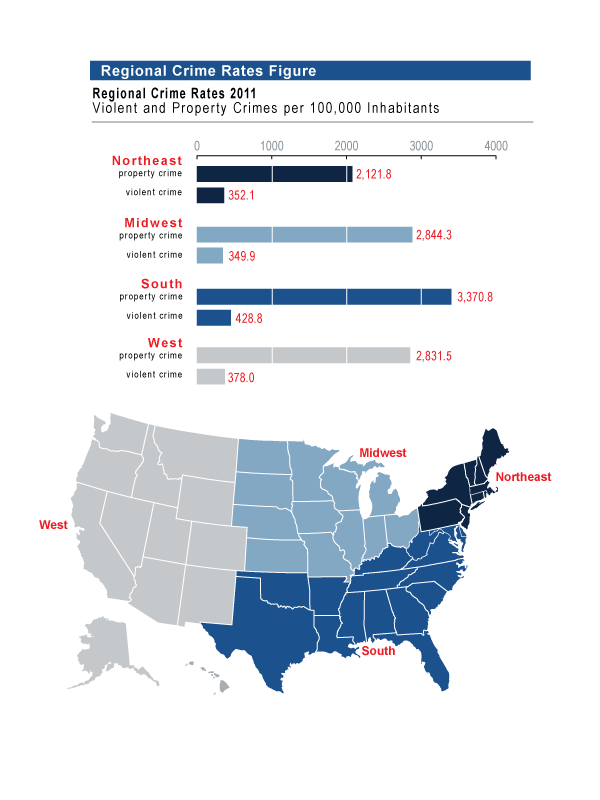 Regional Crime Rates Figure
Regional Crime Rates 2011
Violent and Property Crimes per 100,000 Inhabitants
0 1000 2000 3000 4000
Northeast
property crime 2,121.8
violent crime 352.1
Midwest
property crime 2,844.3
violent crime 349.9
South
property crime 3,370.8
violent crime 428.8
West
property crime 2,831.5
violent crime 378.0
Midwest
Northeast
West
South